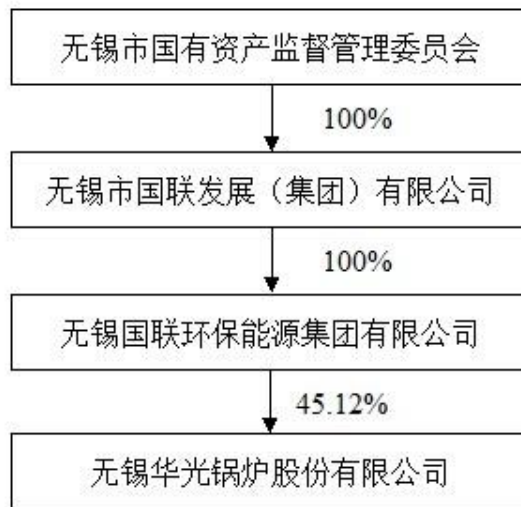 无锡市国有资产监督管理委员会
100%
无锡市国联发展（集团）有限公司
100%
无锡国联环保能源集团有限公司
45.12%
无锡华光锅炉股份有限公司